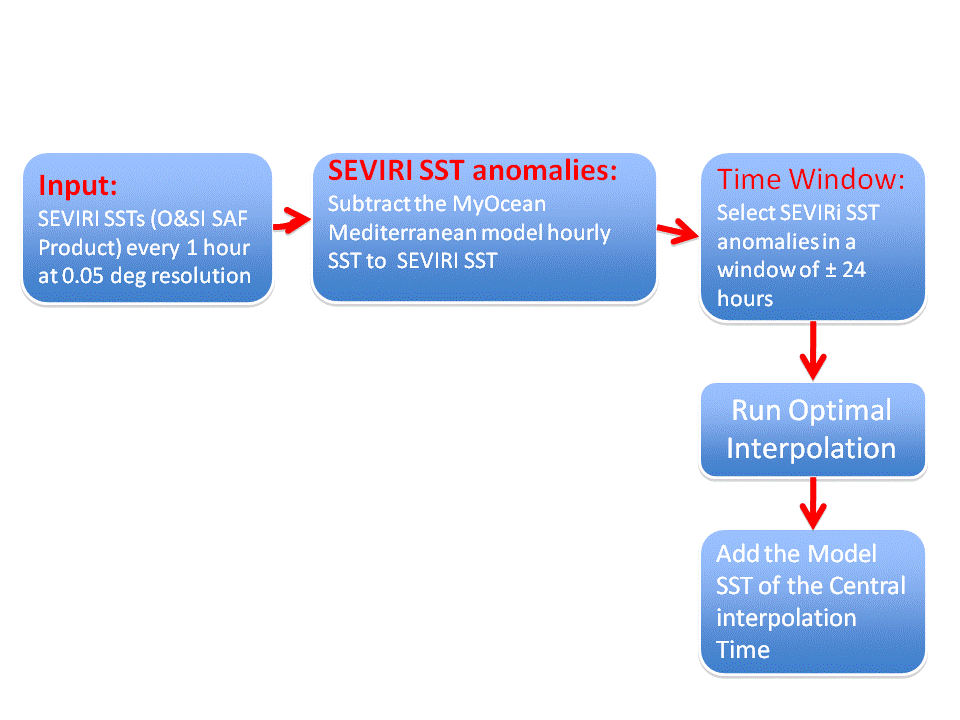 Input:
SEVIRI SSTs (O&SI SAF
Product) every 1 hour
at 0.05 deg resolution
SEVIRI SST anomalies:
Subtract the MyOcean
Mediterranean model hourly
SST to SEVIRI SST
Time Window:
Select SEVIRi SST
anomalies in a
window of ± 24
hours
Run Optimal
Interpolation
Add the Model
SST of the Central
interpolation
Time